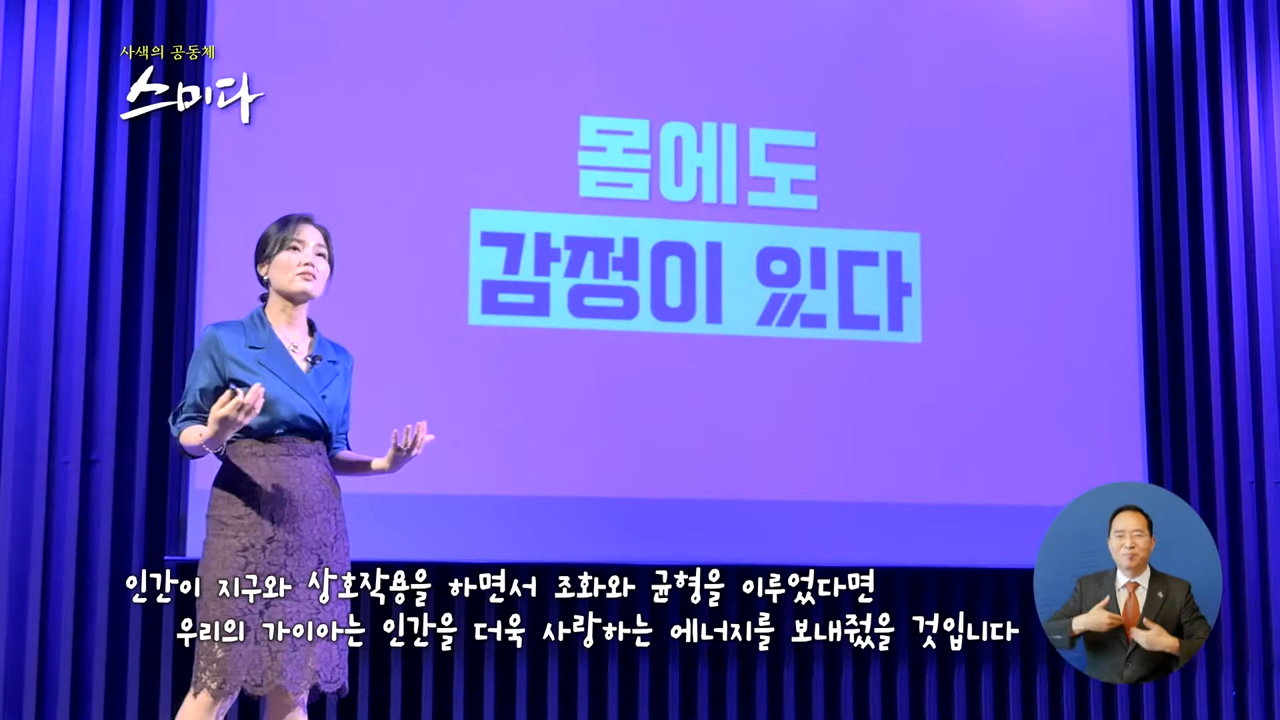 사색의 공동체
스미다
몸에도
감정이 있다
인간이 지구와 상호작용을 하면서 조화와 균형을 이루었다면
우리의 가이아는 인간을 더욱 사랑하는 에너지를 보내줬을 것입니다